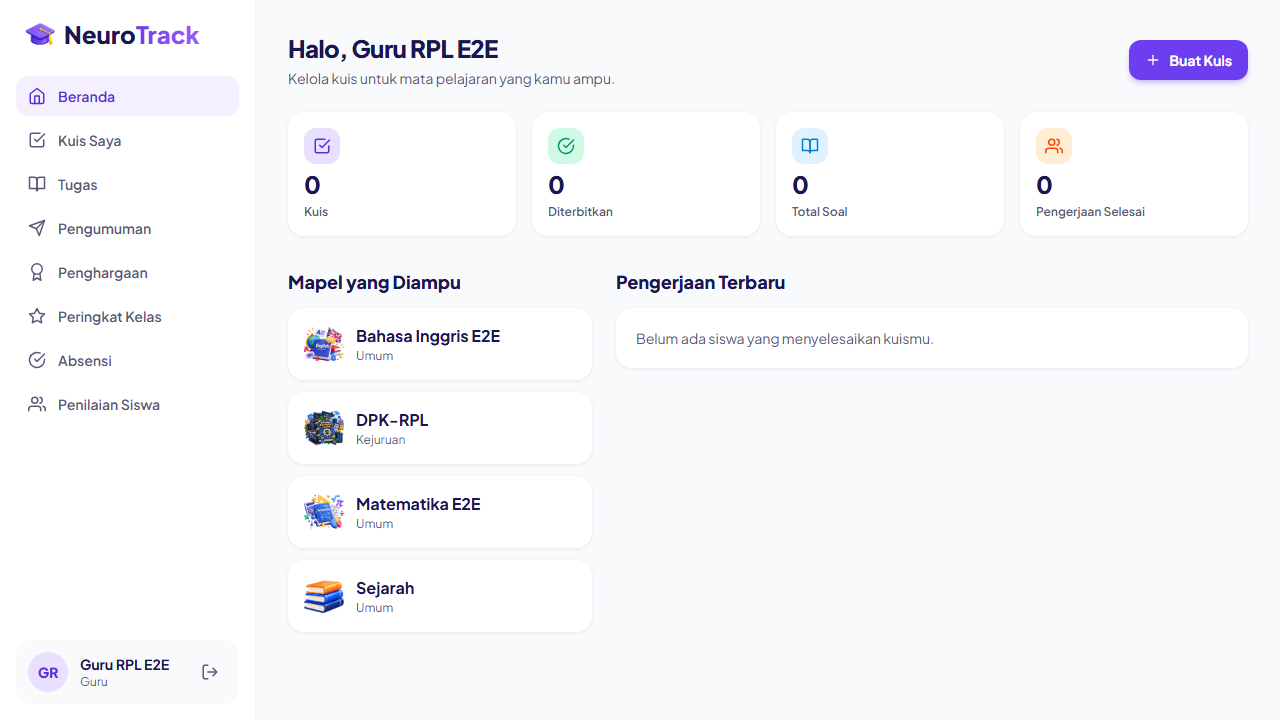 NeuroTrack
Beranda
Kuis Saya
Tugas
Pengumuman
Penghargaan
Peringkat Kelas
Absensi
Penilaian Siswa
GR
Guru RPL E2E
Guru
Halo, Guru RPL E2E
Kelola kuis untuk mata pelajaran yang kamu ampu.
Buat Kuis
0
Kuis
0
Diterbitkan
0
Total Soal
0
Pengerjaan Selesai
Mapel yang Diampu
Bahasa Inggris E2E
Umum
DPK-RPL
Kejuruan
Matematika E2E
Umum
Sejarah
Umum
Pengerjaan Terbaru
Belum ada siswa yang menyelesaikan kuismu.